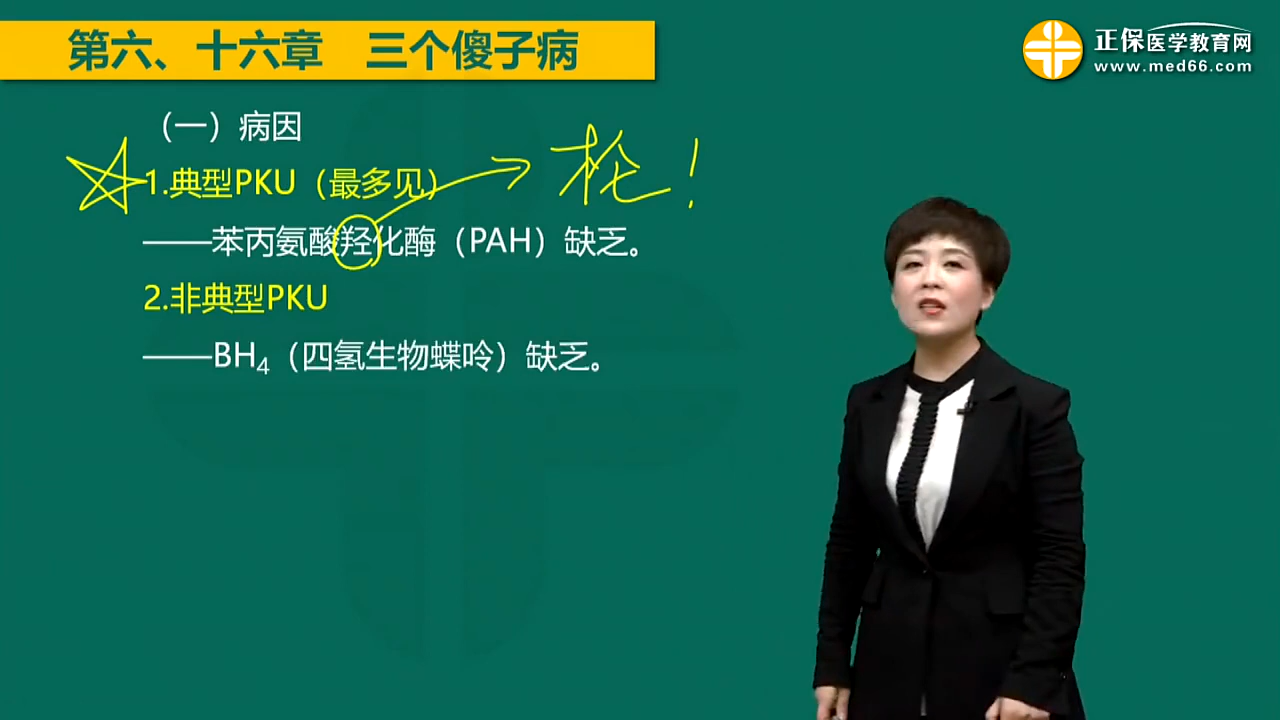 第六、十六章 三个傻子病
正保医学教育网
www.med66.com
（一）病因
1.典型PKU（最多见）
——苯丙氨酸羟化酶（PAH）缺乏。
2.非典型PKU
——BH₄（四氢生物蝶呤）缺乏。